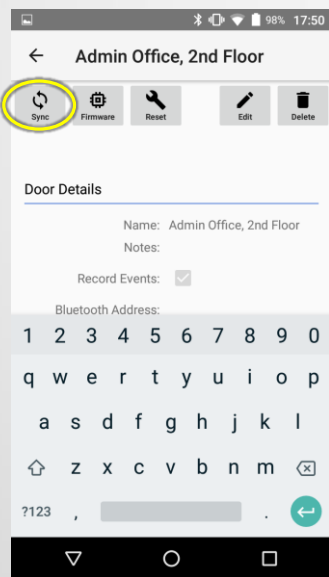 98% 17:50
Admin Office, 2nd Floor
Sync Firmware Reset Edit Delete
Door Details
Name: Admin Office, 2nd Floor
Notes:
Record Events:
Bluetooth Address:
1 2 3 4 5 6 7 8 9 0
q w e r t y u i o p
a s d f g h j k l
z x c v b n m
?123 , .